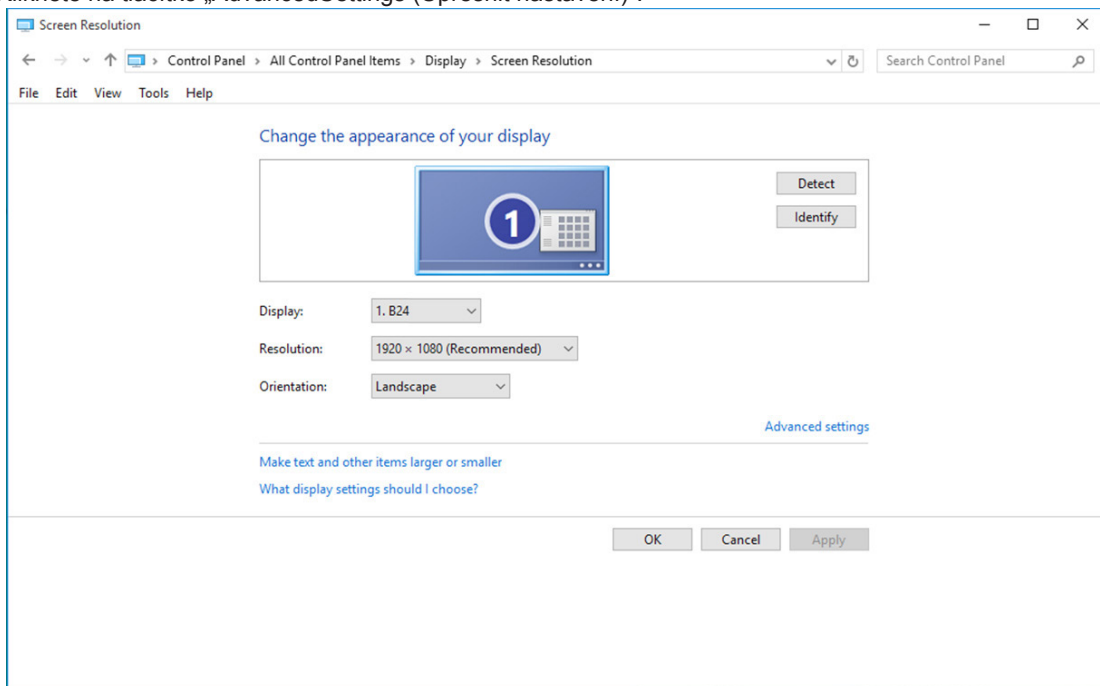 Screen Resolution
Control Panel > All Control Panel Items > Display > Screen Resolution
Search Control Panel
File Edit View Tools Help
Change the appearance of your display
1
Detect
Identify
Display: 1. B24
Resolution: 1920 × 1080 (Recommended)
Orientation: Landscape
Advanced settings
Make text and other items larger or smaller
What display settings should I choose?
OK Cancel Apply